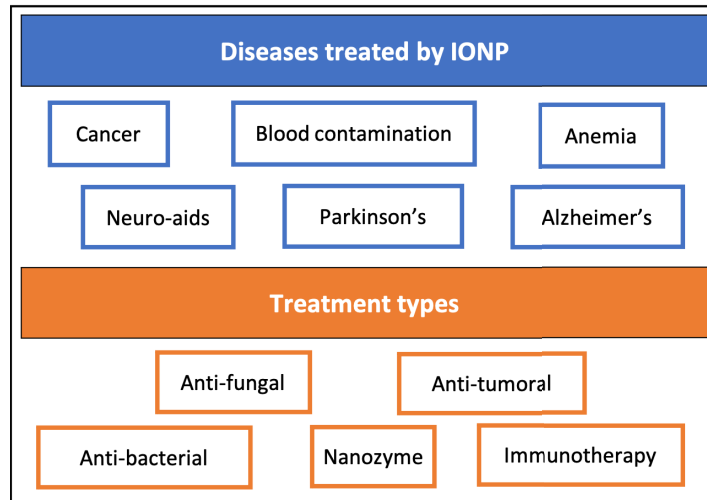 Diseases treated by IONP
Cancer
Blood contamination
Anemia
Neuro-aids
Parkinson’s
Alzheimer’s
Treatment types
Anti-fungal
Anti-tumoral
Anti-bacterial
Nanozyme
Immunotherapy